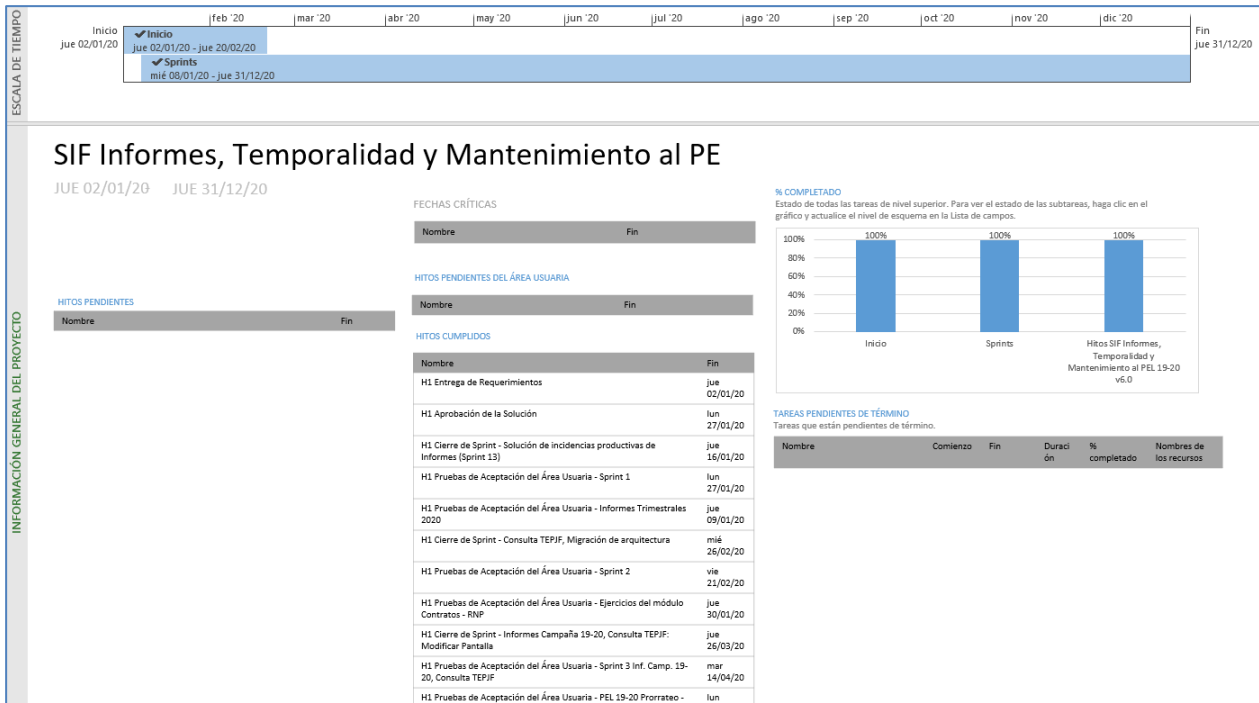 ESCALA DE TIEMPO
feb '20 mar '20 abr '20 may '20 jun '20 jul '20 ago '20 sep '20 oct '20 nov '20 dic '20
Inicio
jue 02/01/20
✔Inicio
jue 02/01/20 - jue 20/02/20
✔Sprints
mié 08/01/20 - jue 31/12/20
Fin
jue 31/12/20
INFORMACIÓN GENERAL DEL PROYECTO
SIF Informes, Temporalidad y Mantenimiento al PE
JUE 02/01/20- JUE 31/12/20
HITOS PENDIENTES
Nombre Fin
FECHAS CRÍTICAS
Nombre Fin
HITOS PENDIENTES DEL ÁREA USUARIA
Nombre Fin
HITOS CUMPLIDOS
Nombre Fin
H1 Entrega de Requerimientos jue
02/01/20
H1 Aprobación de la Solución lun
27/01/20
H1 Cierre de Sprint - Solución de incidencias productivas de jue
Informes (Sprint 13) 16/01/20
H1 Pruebas de Aceptación del Área Usuaria - Sprint 1 lun
27/01/20
H1 Pruebas de Aceptación del Área Usuaria - Informes Trimestrales jue
2020 09/01/20
H1 Cierre de Sprint - Consulta TEPJF, Migración de arquitectura mié
26/02/20
H1 Pruebas de Aceptación del Área Usuaria - Sprint 2 vie
21/02/20
H1 Pruebas de Aceptación del Área Usuaria - Ejercicios del módulo jue
Contratos - RNP 30/01/20
H1 Cierre de Sprint - Informes Campaña 19-20, Consulta TEPJF: jue
Modificar Pantalla 26/03/20
H1 Pruebas de Aceptación del Área Usuaria - Sprint 3 Inf. Camp. 19- mar
20, Consulta TEPJF 14/04/20
H1 Pruebas de Aceptación del Área Usuaria - PEL 19-20 Prorrateo - lun
% COMPLETADO
Estado de todas las tareas de nivel superior. Para ver el estado de las subtareas, haga clic en el
gráfico y actualice el nivel de esquema en la Lista de campos.
100% 100% 100%
100%
80%
60%
40%
20%
0%
Inicio Sprints Hitos SIF Informes,
Temporalidad y
Mantenimiento al PEL 19-20
v6.0
TAREAS PENDIENTES DE TÉRMINO
Tareas que están pendientes de término.
Nombre Comienzo Fin Duraci % Nombres de
ón completado los recursos